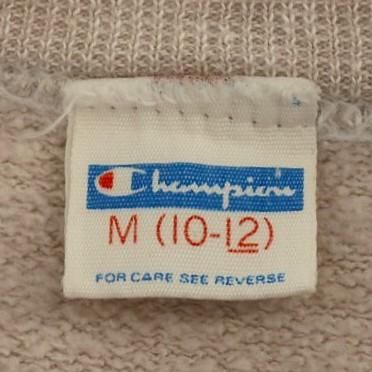 Champion
M (10-12)
FOR CARE SEE REVERSE